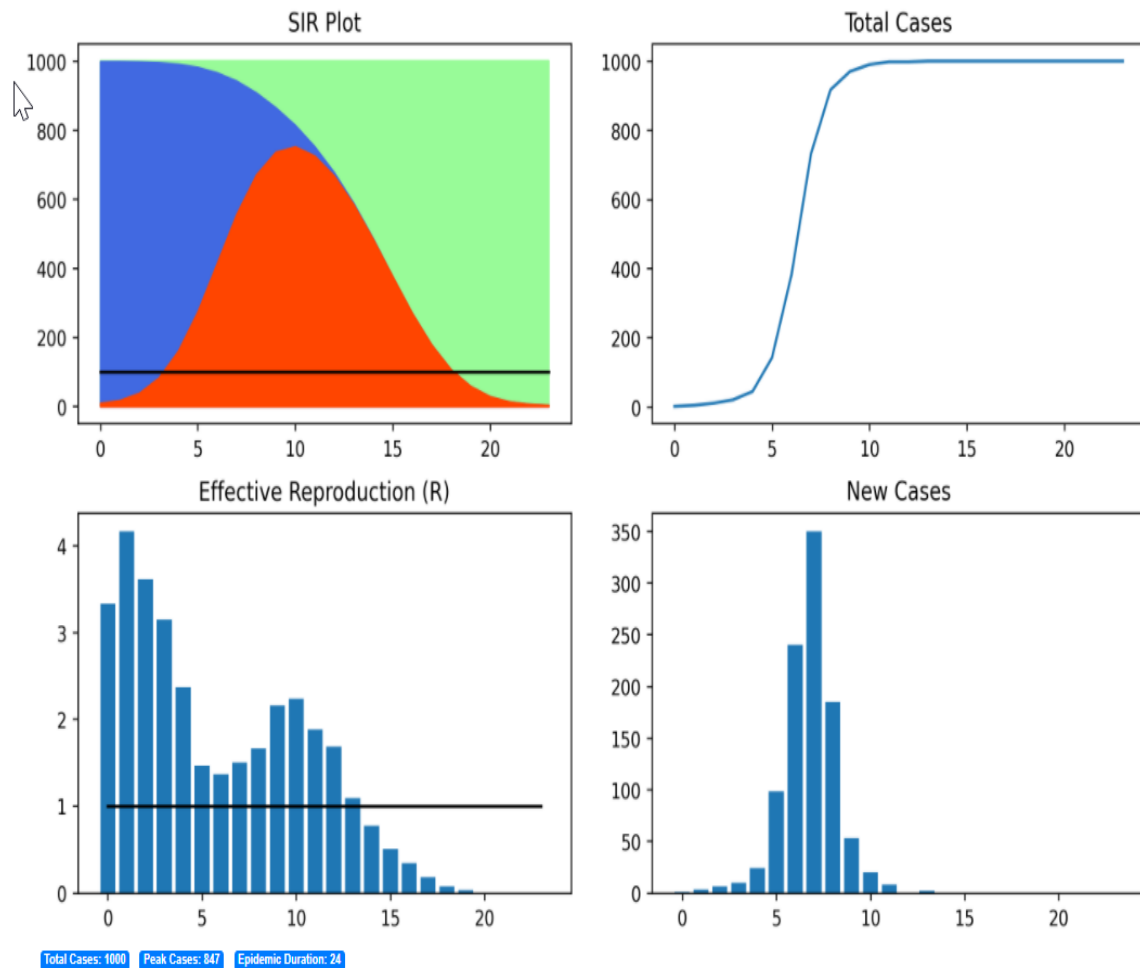 SIR Plot
1000
800
600
400
200
0
0 5 10 15 20
Total Cases
1000
800
600
400
200
0
0 5 10 15 20
Effective Reproduction (R)
4
3
2
1
0
0 5 10 15 20
New Cases
350
300
250
200
150
100
50
0
0 5 10 15 20
Total Cases: 1000 Peak Cases: 847 Epidemic Duration: 24